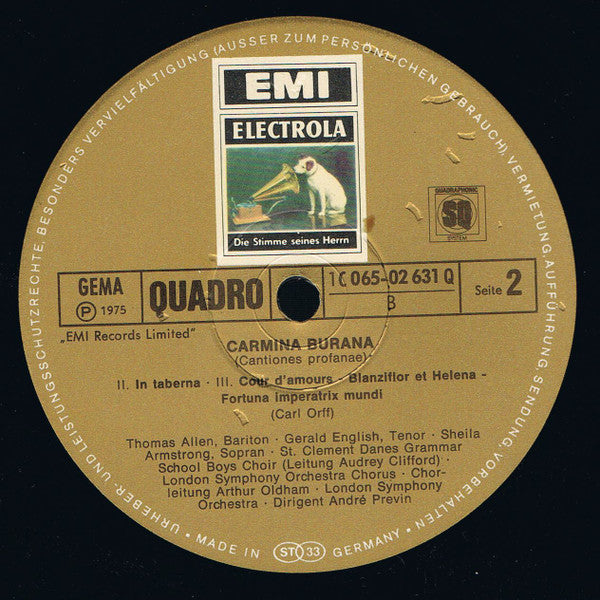 URHEBER- UND LEISTUNGSSCHUTZRECHTE, BESONDERS VERVIELFÄLTIGUNG (AUSSER ZUM PERSÖNLICHEN GEBRAUCH), VERMIETUNG, AUFFÜHRUNG, SENDUNG, VORBEHALTEN
EMI
ELECTROLA
Die Stimme seines Herrn
QUADRAPHONIC
SQ
SYSTEM
GEMA
Ⓟ 1975
QUADRO
1C 065-02 631 Q
B
Seite 2
„EMI Records Limited"
CARMINA BURANA
(Cantiones profanae)
II. In taberna · III. Cour d'amours - Blanziflor et Helena -
Fortuna imperatrix mundi
(Carl Orff)
Thomas Allen, Bariton · Gerald English, Tenor · Sheila
Armstrong, Sopran · St. Clement Danes Grammar
School Boys Choir (Leitung Audrey Clifford) ·
London Symphony Orchestra Chorus · Chor-
leitung Arthur Oldham · London Symphony
Orchestra · Dirigent André Previn
· MADE IN ST 33 GERMANY ·